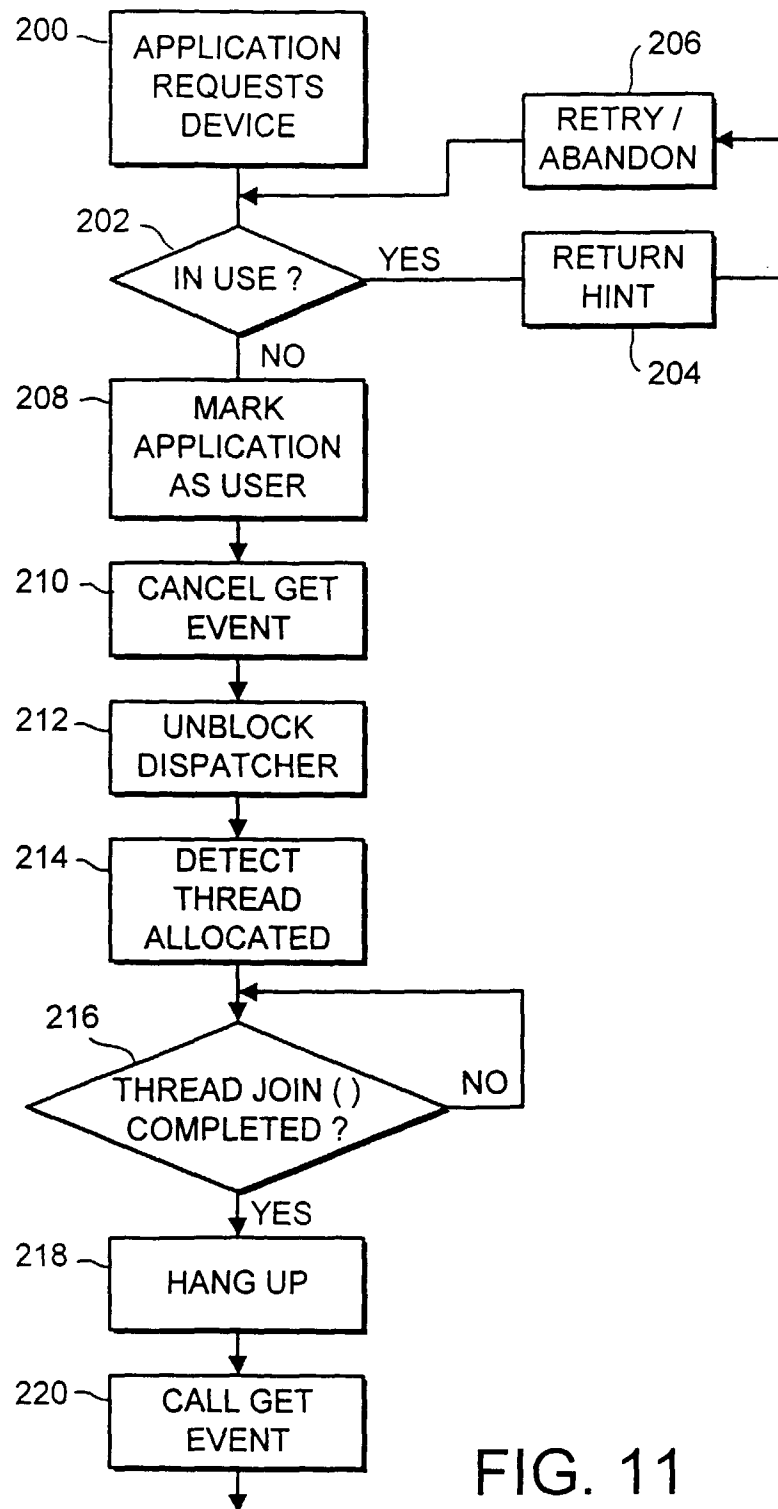 200
APPLICATION
REQUESTS
DEVICE
206
RETRY /
ABANDON
202
IN USE ?
YES
RETURN
HINT
204
NO
208
MARK
APPLICATION
AS USER
210
CANCEL GET
EVENT
212
UNBLOCK
DISPATCHER
214
DETECT
THREAD
ALLOCATED
216
THREAD JOIN ( )
COMPLETED ?
NO
YES
218
HANG UP
220
CALL GET
EVENT
FIG. 11